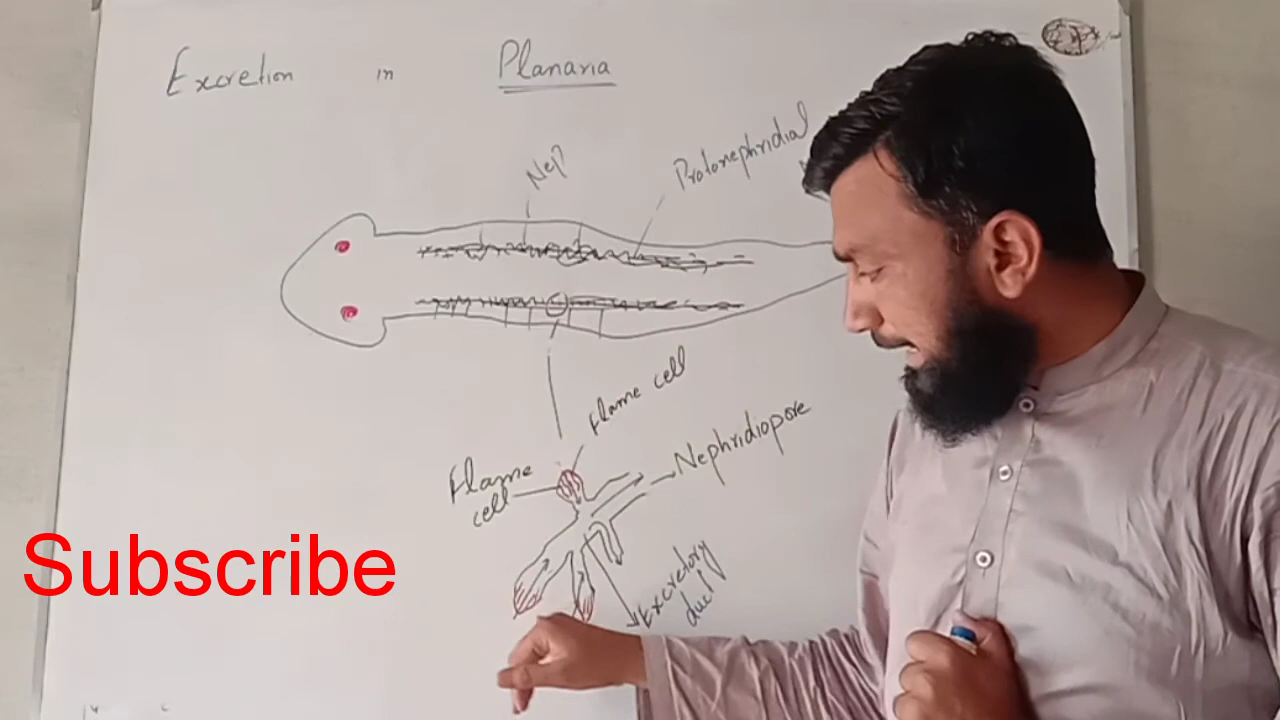 Excretion in Planaria
NeP
Protonephridial
Flame cell
Flame
cell
Nephridiopore
Excretory
duct
Subscribe